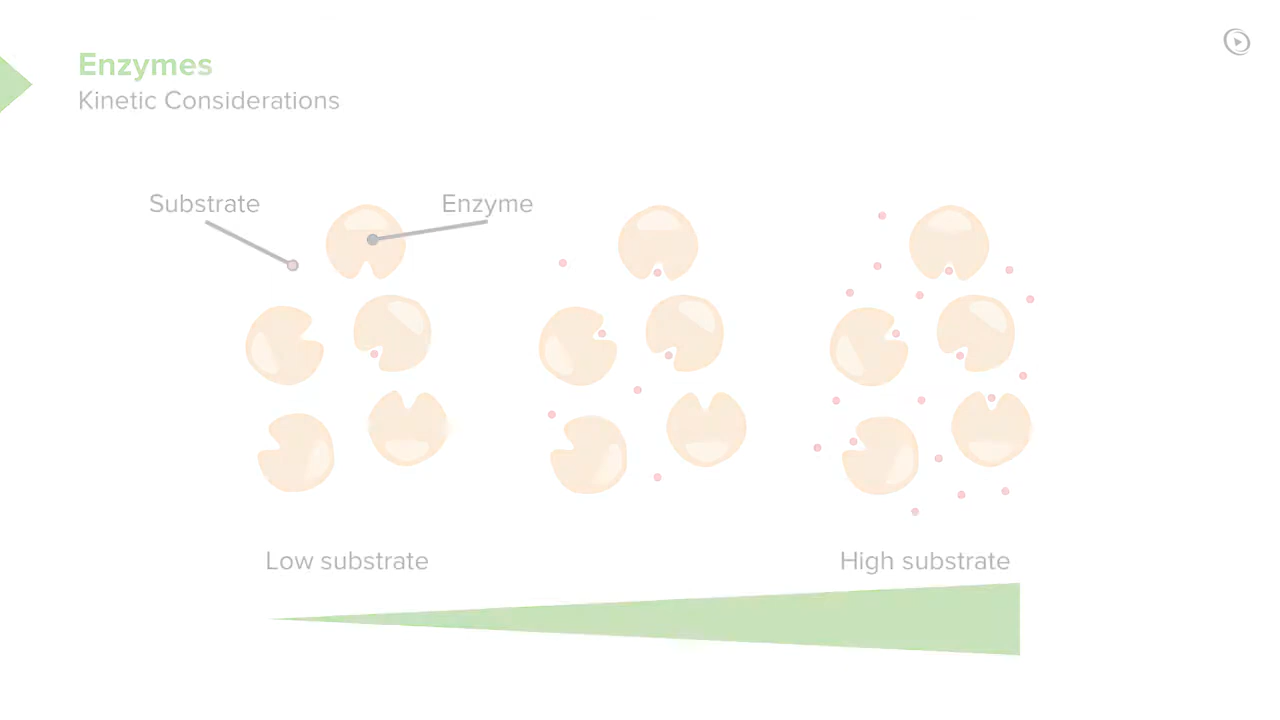 Enzymes
Kinetic Considerations
Substrate
Enzyme
Low substrate
High substrate